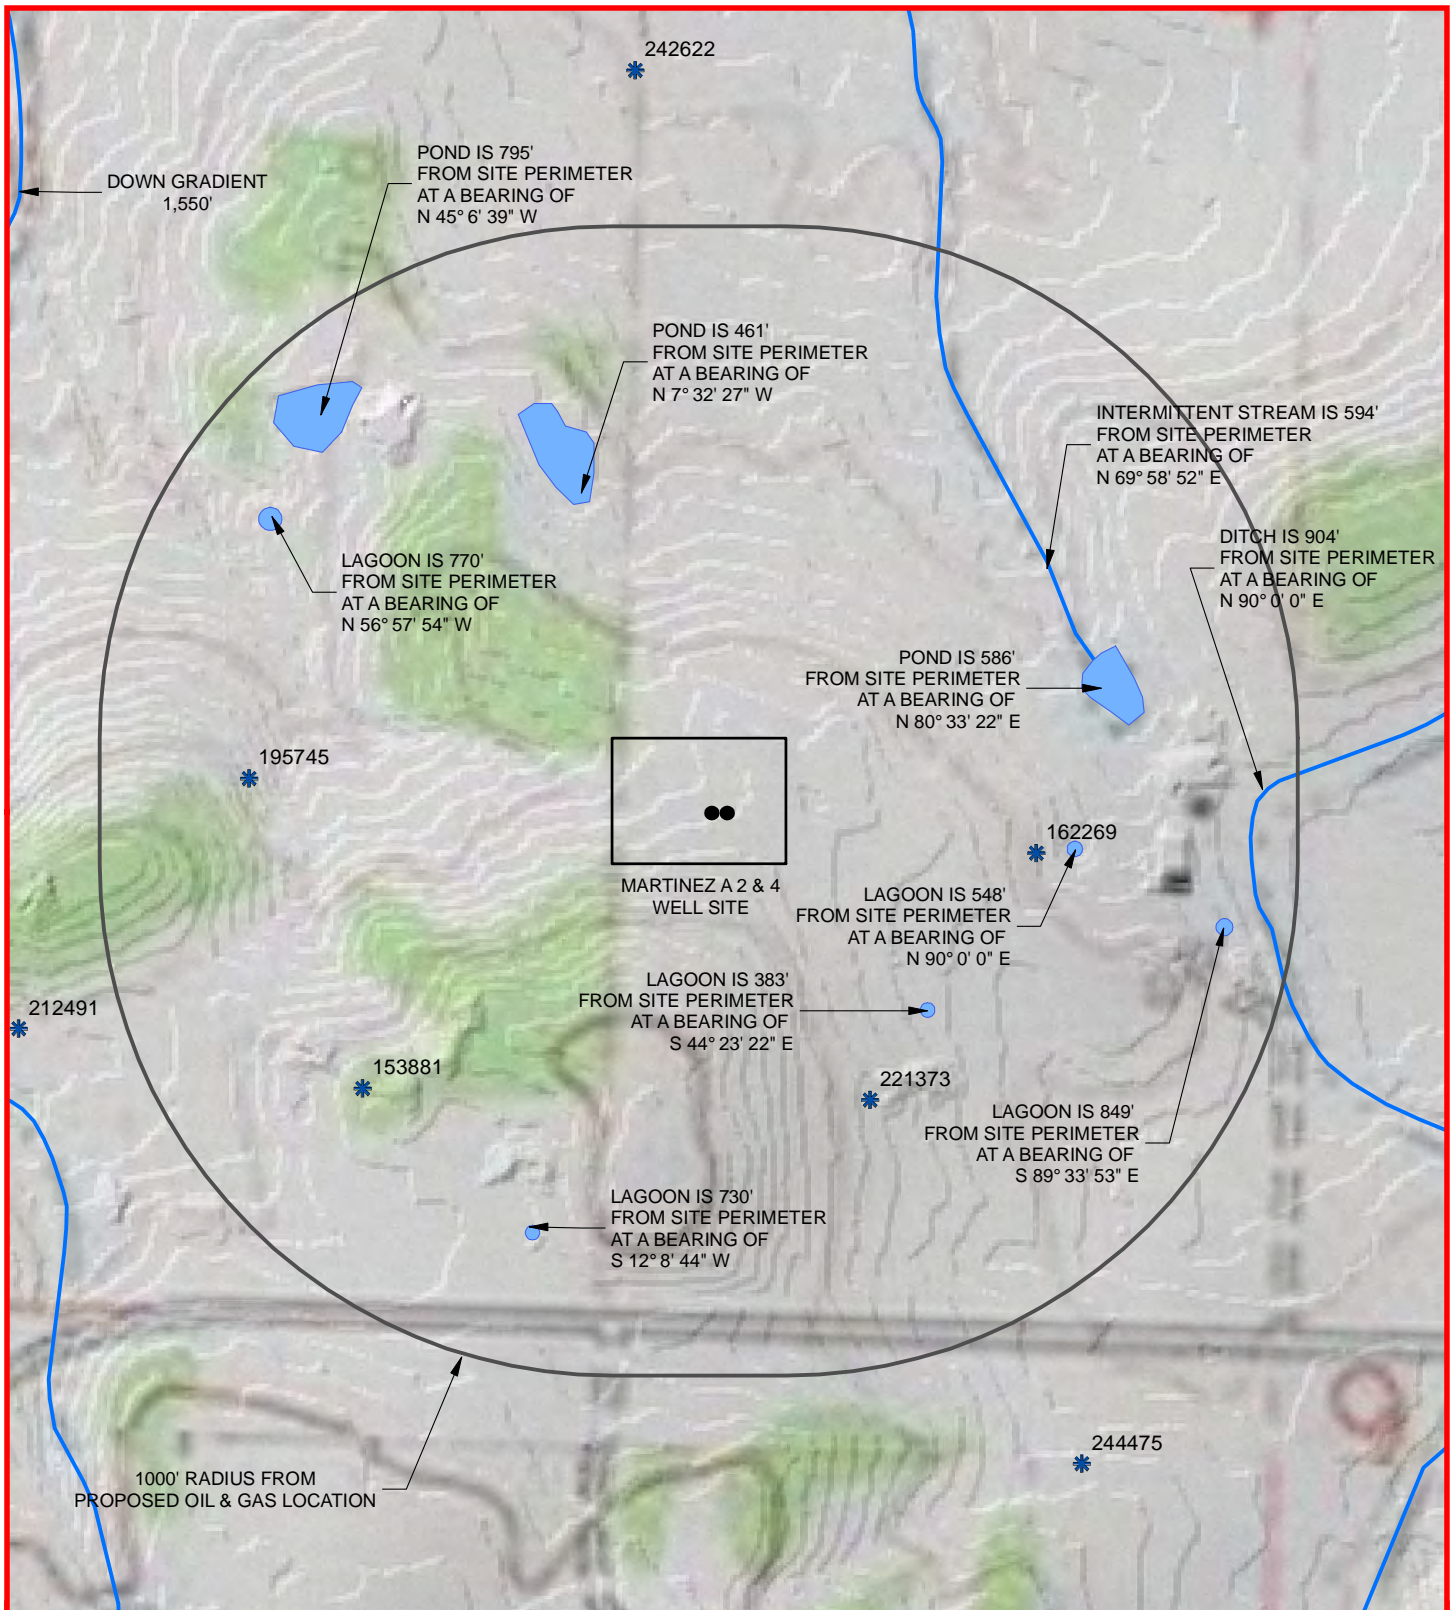 242622
POND IS 795'
FROM SITE PERIMETER
AT A BEARING OF
N 45° 6' 39" W
DOWN GRADIENT
1,550'
POND IS 461'
FROM SITE PERIMETER
AT A BEARING OF
N 7° 32' 27" W
INTERMITTENT STREAM IS 594'
FROM SITE PERIMETER
AT A BEARING OF
N 69° 58' 52" E
DITCH IS 904'
FROM SITE PERIMETER
AT A BEARING OF
N 90° 0' 0" E
LAGOON IS 770'
FROM SITE PERIMETER
AT A BEARING OF
N 56° 57' 54" W
POND IS 586'
FROM SITE PERIMETER
AT A BEARING OF
N 80° 33' 22" E
195745
162269
MARTINEZ A 2 & 4
WELL SITE
LAGOON IS 548'
FROM SITE PERIMETER
AT A BEARING OF
N 90° 0' 0" E
LAGOON IS 383'
FROM SITE PERIMETER
AT A BEARING OF
S 44° 23' 22" E
212491
153881
221373
LAGOON IS 849'
FROM SITE PERIMETER
AT A BEARING OF
S 89° 33' 53" E
LAGOON IS 730'
FROM SITE PERIMETER
AT A BEARING OF
S 12° 8' 44" W
244475
1000' RADIUS FROM
PROPOSED OIL & GAS LOCATION